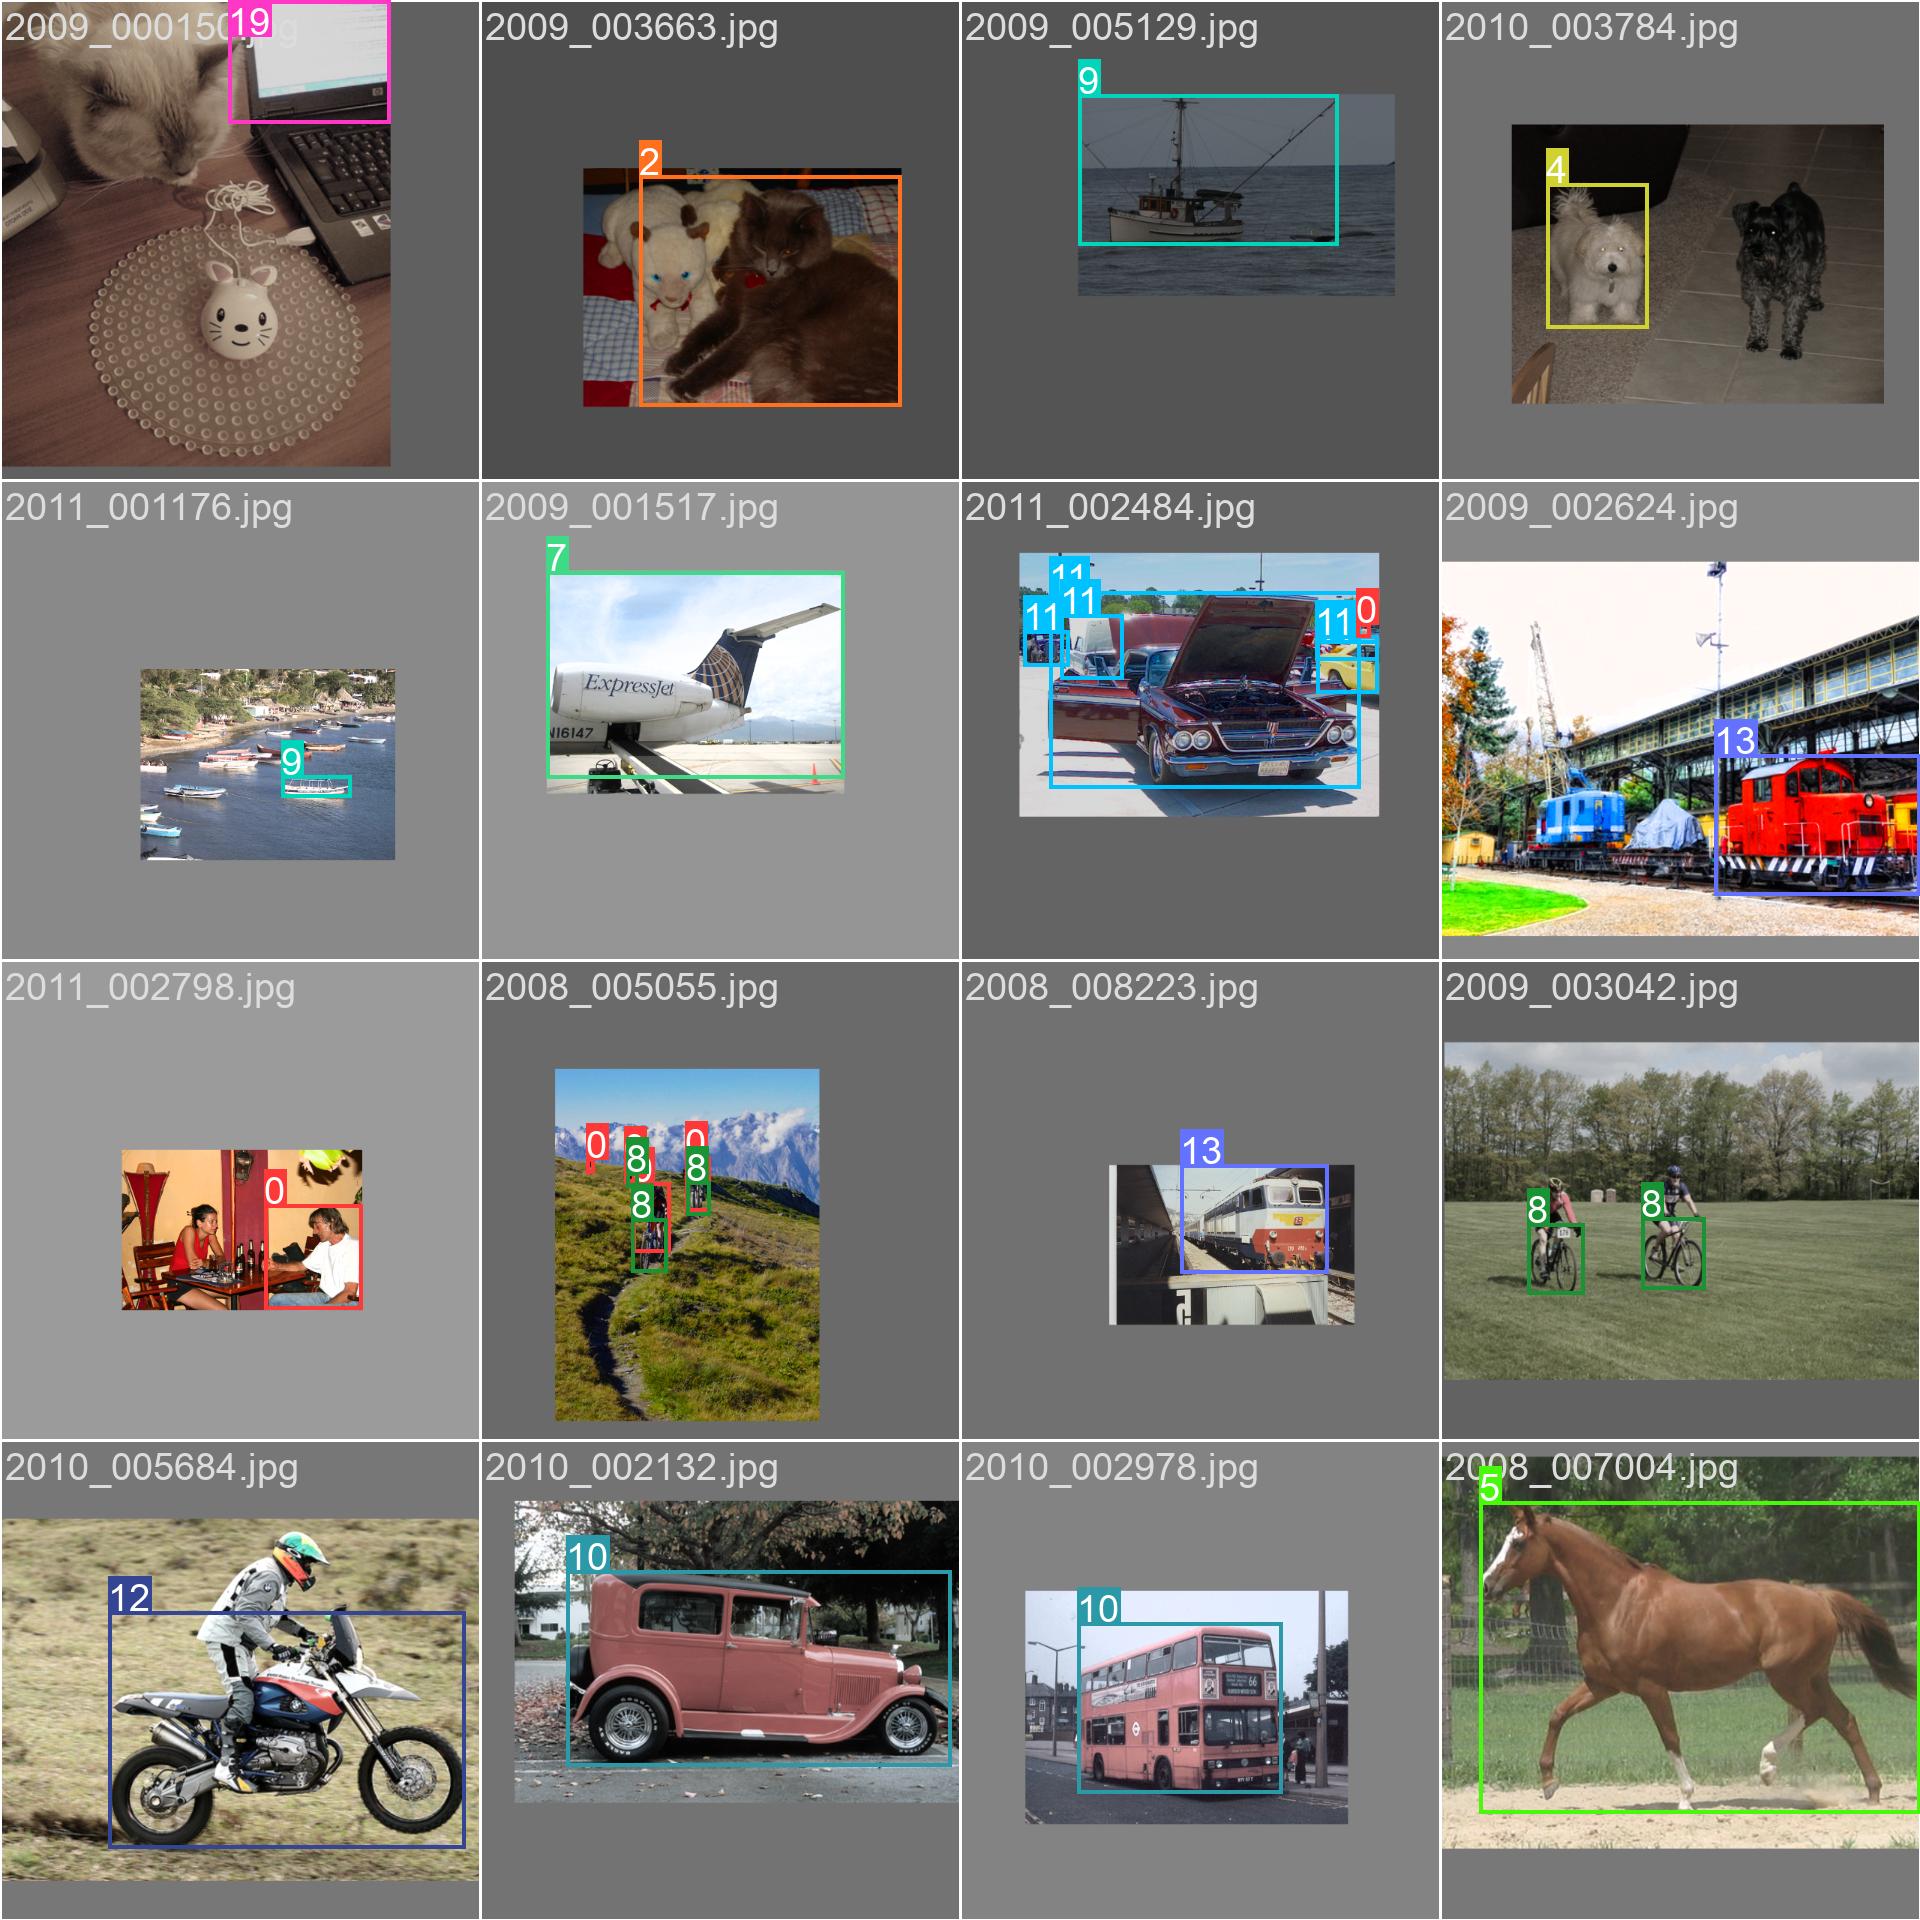 2009_000150.jpg
19
2009_003663.jpg
2
2009_005129.jpg
9
2010_003784.jpg
4
2011_001176.jpg
9
2009_001517.jpg
7
ExpressJet
N16147
2011_002484.jpg
11
11
11
11
0
2009_002624.jpg
13
2011_002798.jpg
0
2008_005055.jpg
0
0
8
8
8
2008_008223.jpg
13
2009_003042.jpg
8
8
2010_005684.jpg
12
2010_002132.jpg
10
2010_002978.jpg
10
66
2008_007004.jpg
5